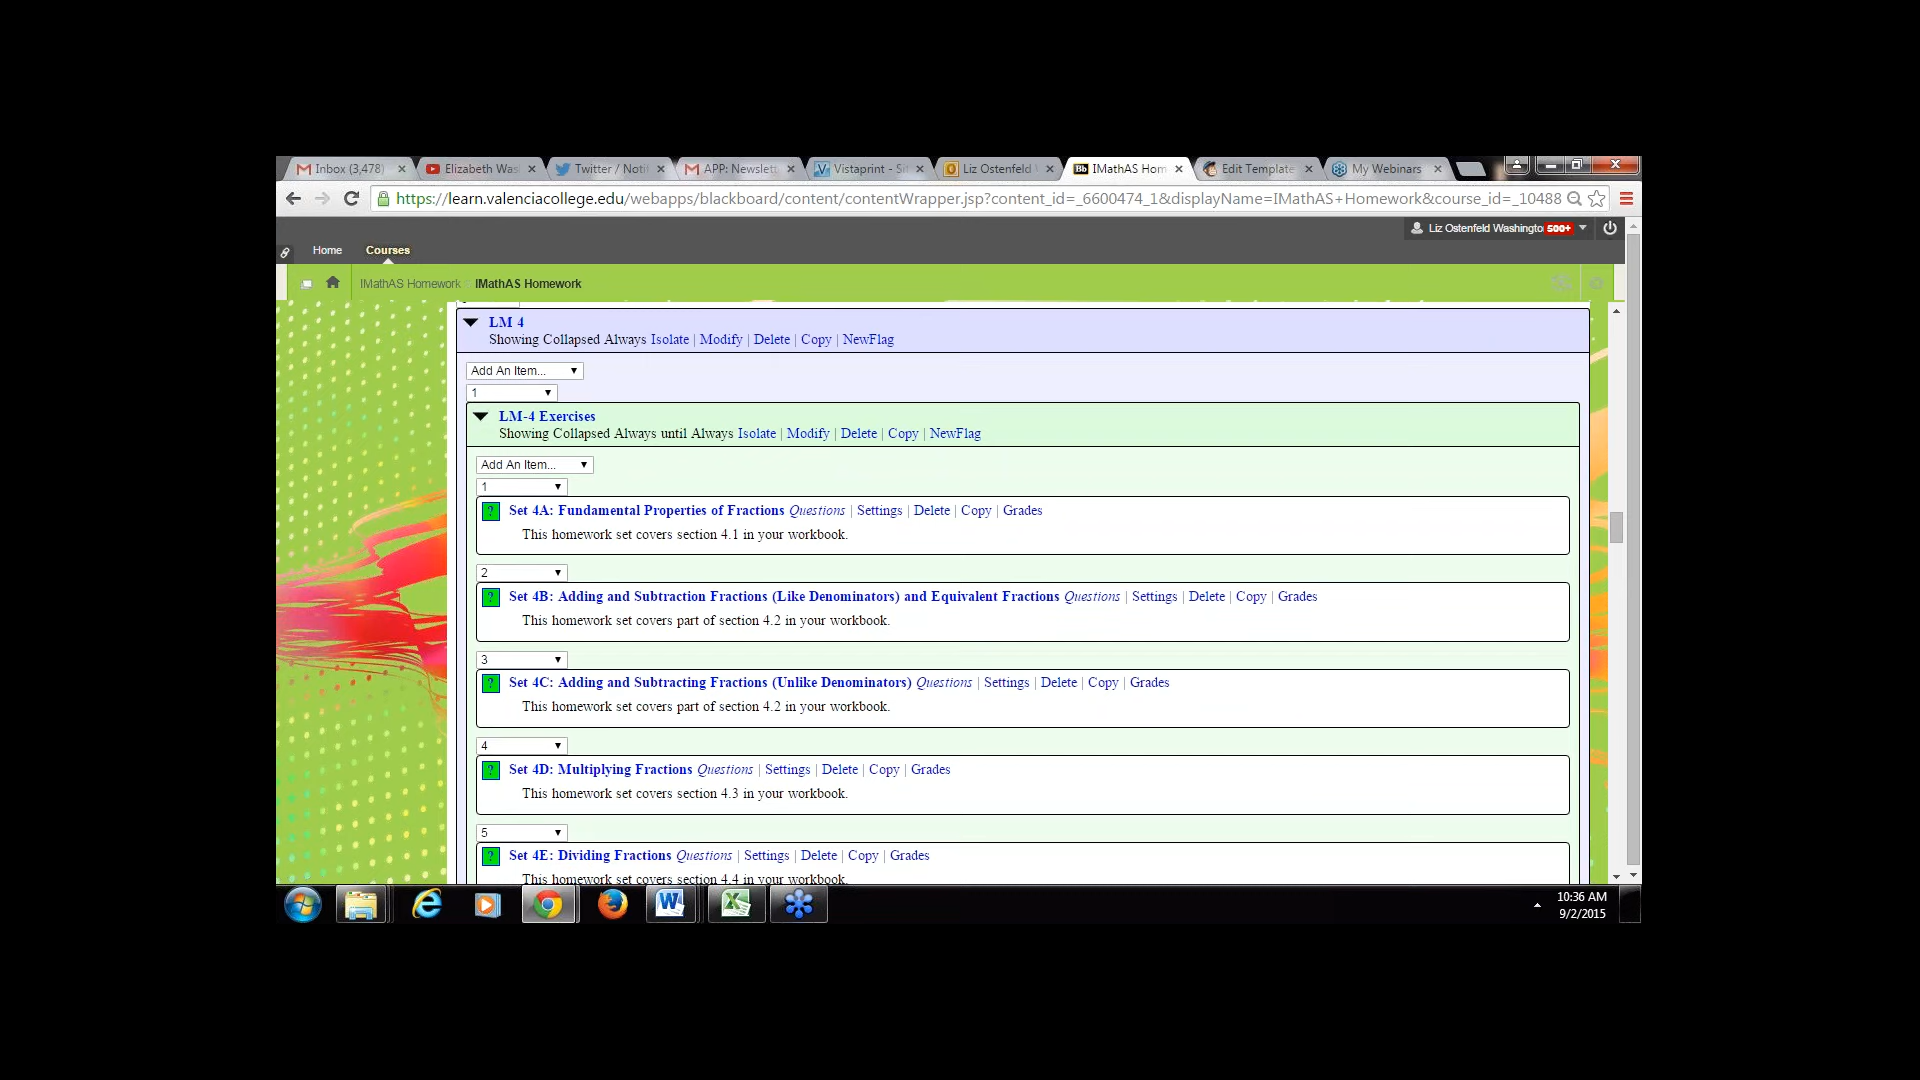 Inbox (3,478)
Elizabeth Was
Twitter / Noti
APP: Newslett
Vistaprint - Si
Liz Ostenfeld
IMathAS Hom
Edit Template
My Webinars
https://learn.valenciacollege.edu/webapps/blackboard/content/contentWrapper.jsp?content_id=_6600474_1&displayName=IMathAS+Homework&course_id=_10488
Liz Ostenfeld Washingto 500+
Home Courses
IMathAS Homework IMathAS Homework
LM 4
Showing Collapsed Always Isolate | Modify | Delete | Copy | NewFlag
Add An Item...
1
LM-4 Exercises
Showing Collapsed Always until Always Isolate | Modify | Delete | Copy | NewFlag
Add An Item...
1
? Set 4A: Fundamental Properties of Fractions Questions | Settings | Delete | Copy | Grades
This homework set covers section 4.1 in your workbook.
2
? Set 4B: Adding and Subtraction Fractions (Like Denominators) and Equivalent Fractions Questions | Settings | Delete | Copy | Grades
This homework set covers part of section 4.2 in your workbook.
3
? Set 4C: Adding and Subtracting Fractions (Unlike Denominators) Questions | Settings | Delete | Copy | Grades
This homework set covers part of section 4.2 in your workbook.
4
? Set 4D: Multiplying Fractions Questions | Settings | Delete | Copy | Grades
This homework set covers section 4.3 in your workbook.
5
? Set 4E: Dividing Fractions Questions | Settings | Delete | Copy | Grades
This homework set covers section 4.4 in your workbook.
10:36 AM
9/2/2015